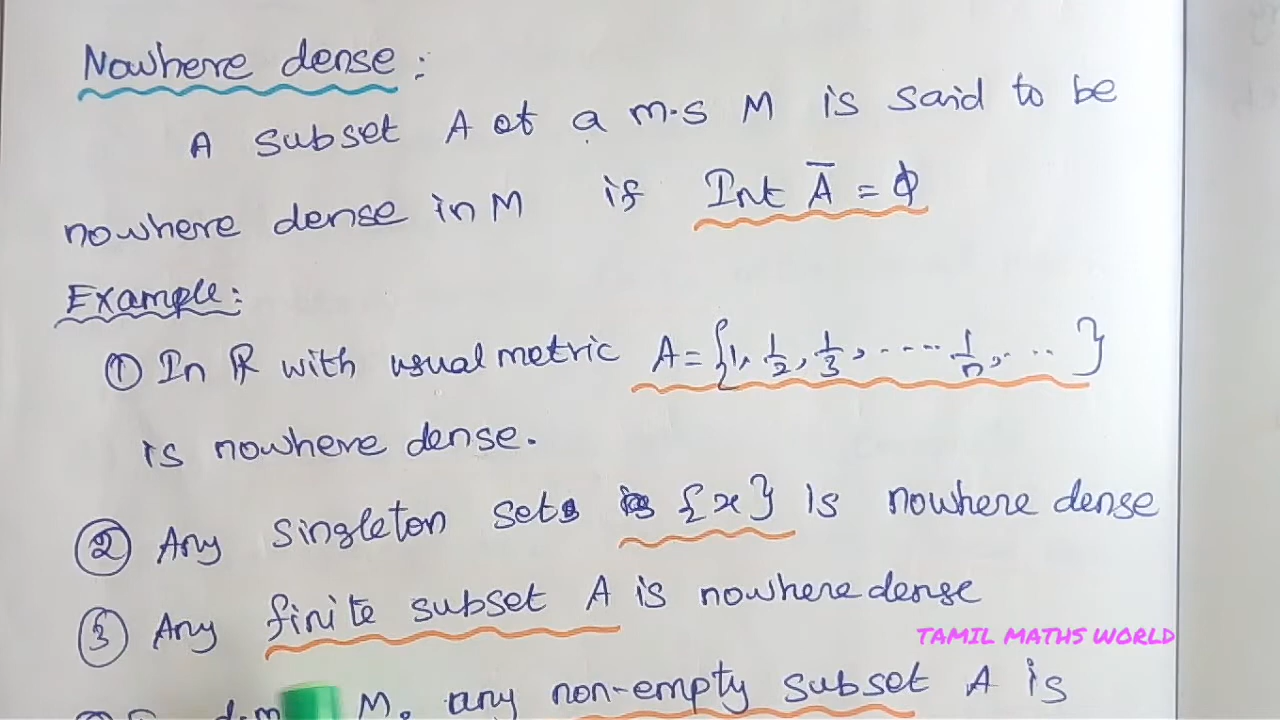 Nowhere dense:
A subset A of a m.s M is said to be
nowhere dense in M if Int A̅ = ϕ
Example:
① In R with usual metric A = {1, 1/2, 1/3, ..... 1/n, ... }
is nowhere dense.
② Any singleton sets is {x} is nowhere dense
③ Any finite subset A is nowhere dense
TAMIL MATHS WORLD
M. any non-empty subset A is